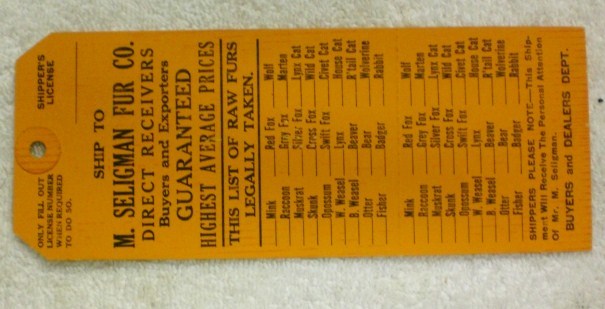 ONLY FILL OUT
LICENSE NUMBER
WHEN REQUIRED
TO DO SO.
SHIPPER'S
LICENSE
SHIP TO
M. SELIGMAN FUR CO.
DIRECT RECEIVERS
Buyers and Exporters
GUARANTEED
HIGHEST AVERAGE PRICES
THIS LIST OF RAW FURS
LEGALLY TAKEN.
Mink Red Fox Wolf
Raccoon Grey Fox Marten
Muskrat Silver Fox Lynx Cat
Skunk Cross Fox Wild Cat
Opossum Swift Fox Civet Cat
W. Weasel Lynx House Cat
B. Weasel Beaver R'tail Cat
Otter Bear Wolverine
Fisher Badger Rabbit
Mink Red Fox Wolf
Raccoon Grey Fox Marten
Muskrat Silver Fox Lynx Cat
Skunk Cross Fox Wild Cat
Opossum Swift Fox Civet Cat
W. Weasel Lynx House Cat
B. Weasel Beaver R'tail Cat
Otter Bear Wolverine
Fisher Badger Rabbit
SHIPPERS PLEASE NOTE—This Ship-
ment Will Receive The Personal Attention
Of Mr. M. Seligman.
BUYERS and DEALERS DEPT.